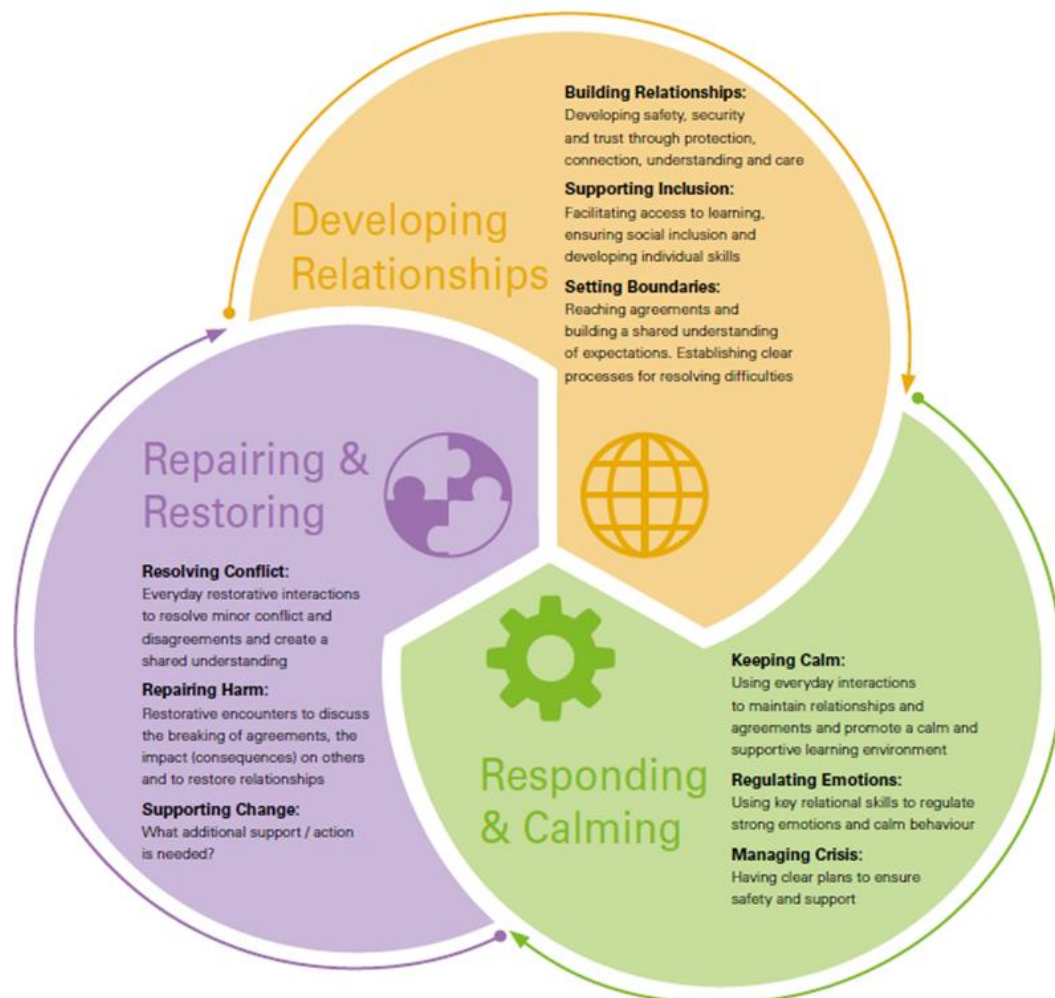 Developing
Relationships
Building Relationships:
Developing safety, security
and trust through protection,
connection, understanding and care
Supporting Inclusion:
Facilitating access to learning,
ensuring social inclusion and
developing individual skills
Setting Boundaries:
Reaching agreements and
building a shared understanding
of expectations. Establishing clear
processes for resolving difficulties
Repairing &
Restoring
Resolving Conflict:
Everyday restorative interactions
to resolve minor conflict and
disagreements and create a
shared understanding
Repairing Harm:
Restorative encounters to discuss
the breaking of agreements, the
impact (consequences) on others
and to restore relationships
Supporting Change:
What additional support / action
is needed?
Responding
& Calming
Keeping Calm:
Using everyday interactions
to maintain relationships and
agreements and promote a calm and
supportive learning environment
Regulating Emotions:
Using key relational skills to regulate
strong emotions and calm behaviour
Managing Crisis:
Having clear plans to ensure
safety and support